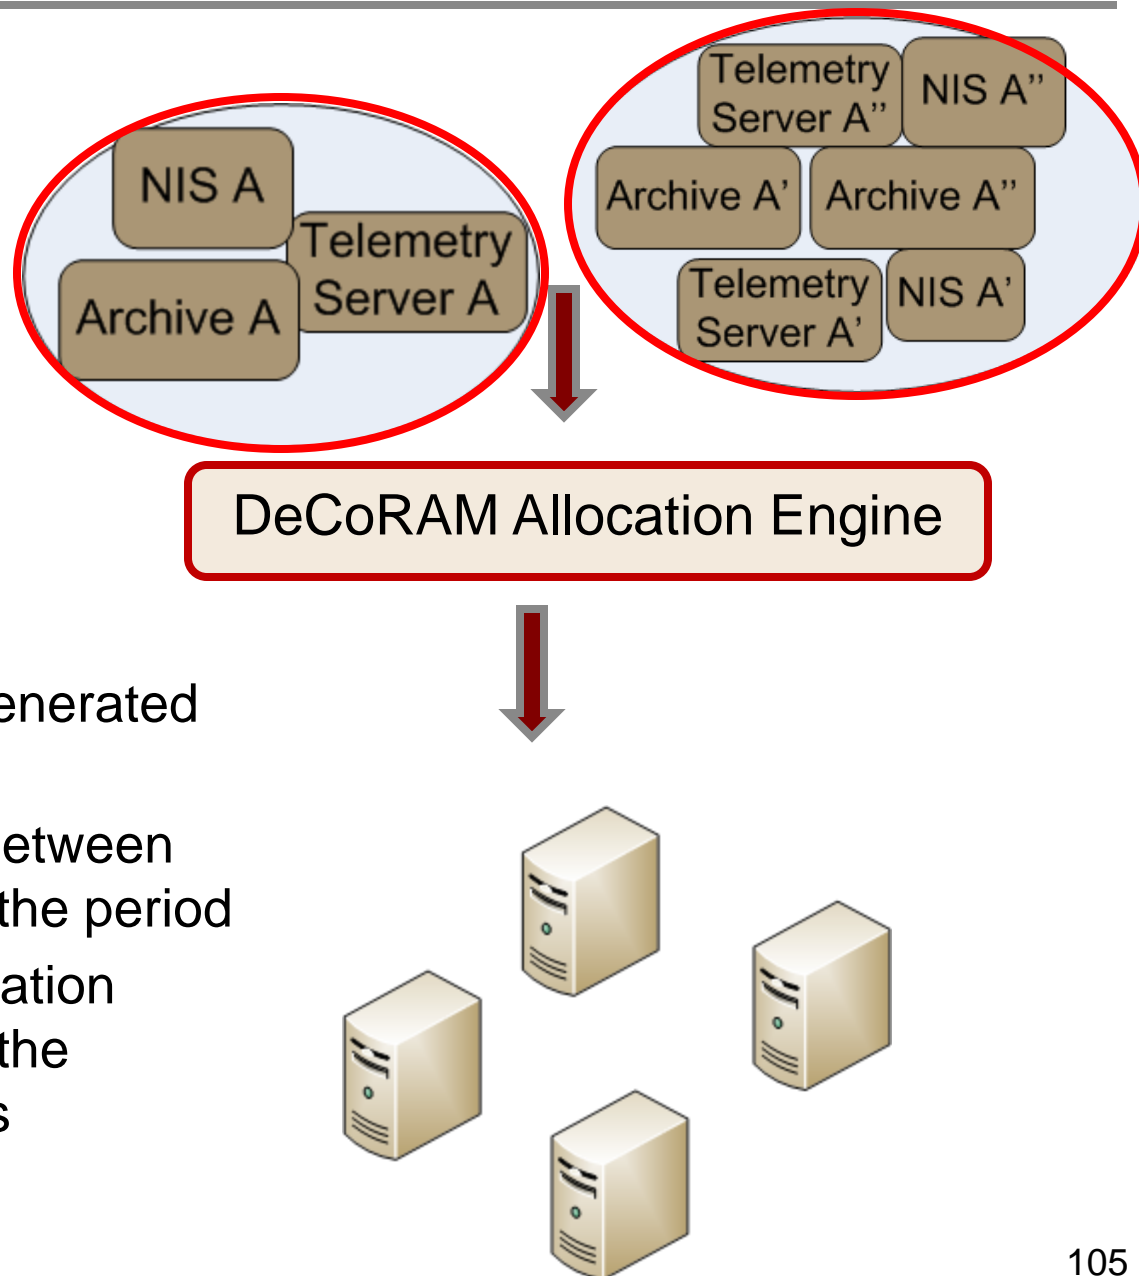 Telemetry
Server A’’
NIS A’’
Archive A’
Archive A’’
Telemetry
Server A’
NIS A’
NIS A
Telemetry
Server A
Archive A
DeCoRAM Allocation Engine
enerated
etween
the period
ation
the
s
105